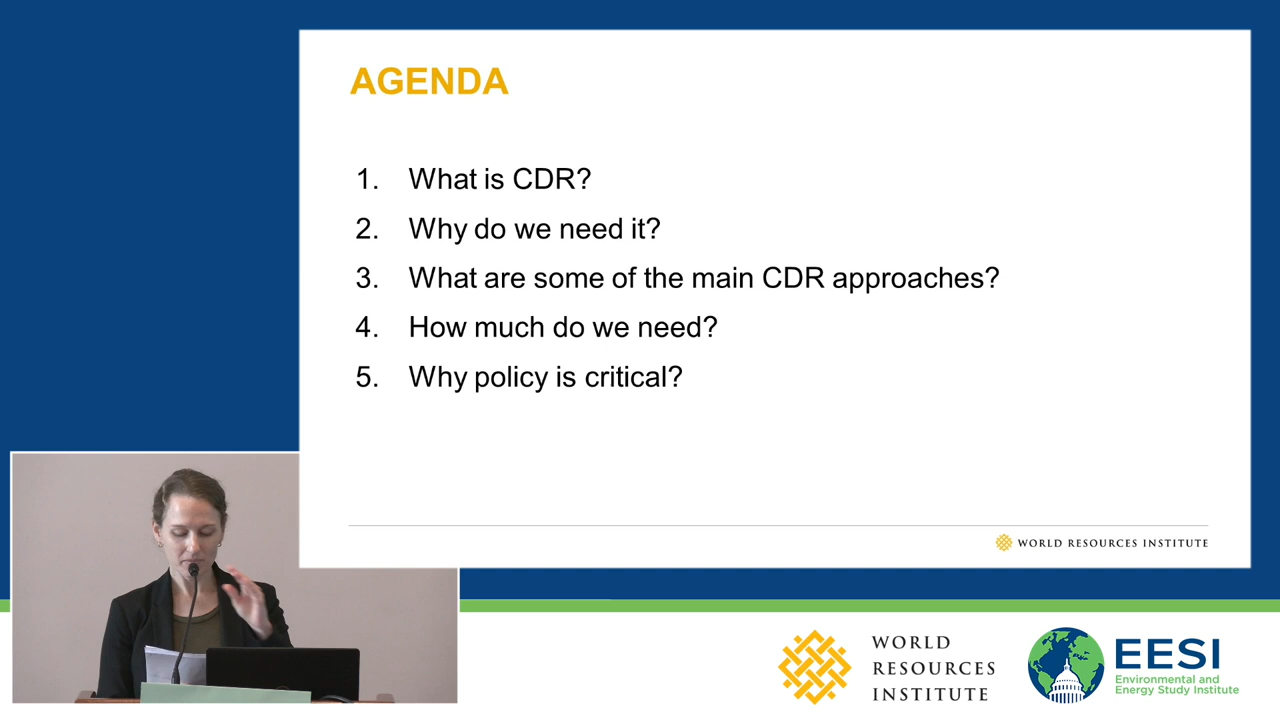 AGENDA
1. What is CDR?
2. Why do we need it?
3. What are some of the main CDR approaches?
4. How much do we need?
5. Why policy is critical?
WORLD RESOURCES INSTITUTE
WORLD
RESOURCES
INSTITUTE
EESI
Environmental and
Energy Study Institute